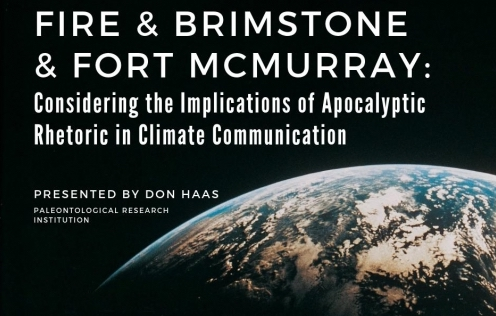 FIRE & BRIMSTONE
& FORT MCMURRAY:
Considering the Implications of Apocalyptic
Rhetoric in Climate Communication
PRESENTED BY DON HAAS
PALEONTOLOGICAL RESEARCH
INSTITUTION